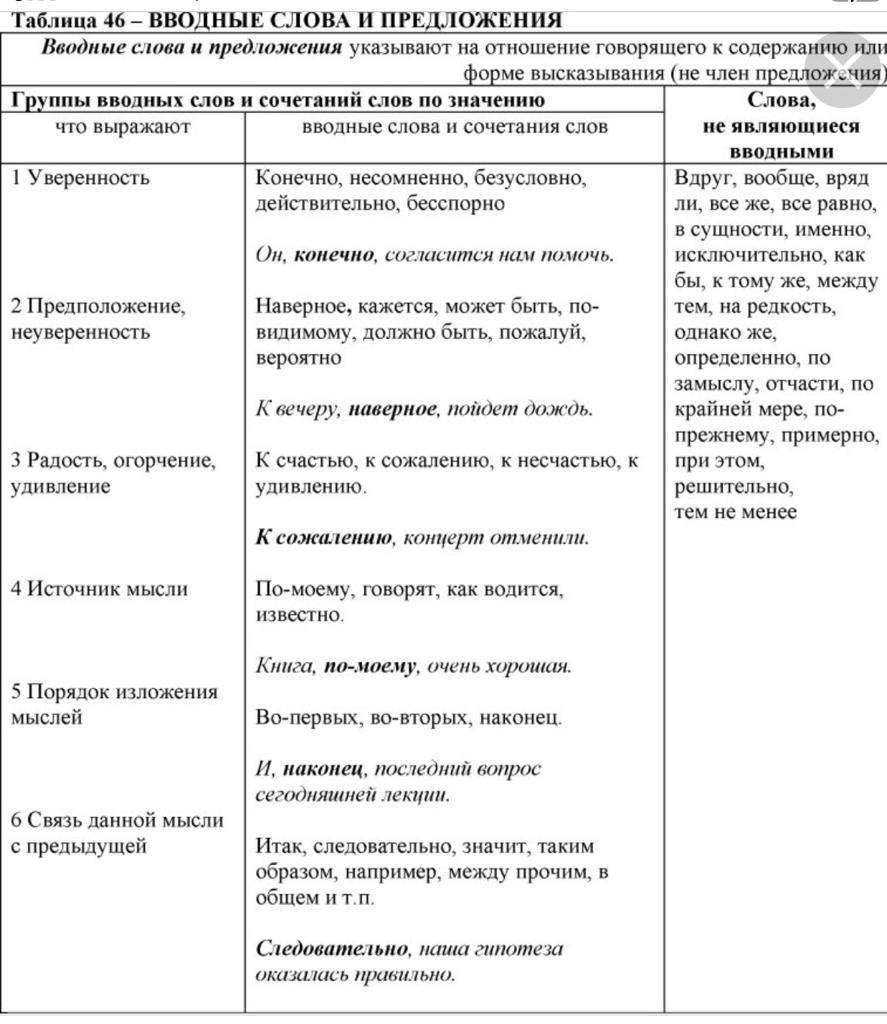 Таблица 46 – ВВОДНЫЕ СЛОВА И ПРЕДЛОЖЕНИЯ
Вводные слова и предложения указывают на отношение говорящего к содержанию или
форме высказывания (не член предложения)
Группы вводных слов и сочетаний слов по значению
что выражают
вводные слова и сочетания слов
Слова,
не являющиеся
вводными
1 Уверенность
Конечно, несомненно, безусловно,
действительно, бесспорно
Он, конечно, согласится нам помочь.
2 Предположение,
неуверенность
Наверное, кажется, может быть, по-
видимому, должно быть, пожалуй,
вероятно
К вечеру, наверное, пойдет дождь.
3 Радость, огорчение,
удивление
К счастью, к сожалению, к несчастью, к
удивлению.
К сожалению, концерт отменили.
4 Источник мысли
По-моему, говорят, как водится,
известно.
Книга, по-моему, очень хорошая.
5 Порядок изложения
мыслей
Во-первых, во-вторых, наконец.
И, наконец, последний вопрос
сегодняшней лекции.
6 Связь данной мысли
с предыдущей
Итак, следовательно, значит, таким
образом, например, между прочим, в
общем и т.п.
Следовательно, наша гипотеза
оказалась правильно.
Вдруг, вообще, вряд
ли, все же, все равно,
в сущности, именно,
исключительно, как
бы, к тому же, между
тем, на редкость,
однако же,
определенно, по
замыслу, отчасти, по
крайней мере, по-
прежнему, примерно,
при этом,
решительно,
тем не менее